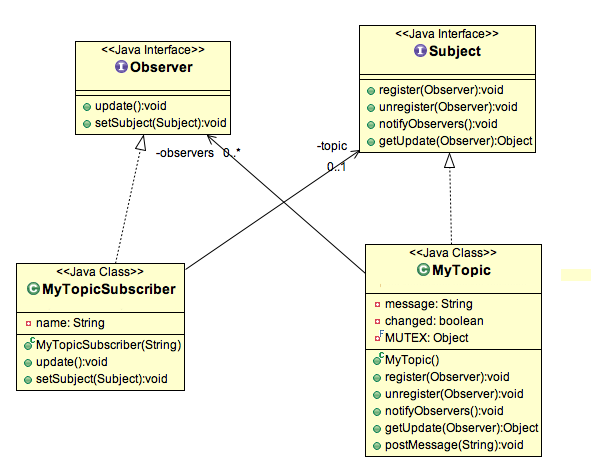 <<Java Interface>>
I Observer
update():void
setSubject(Subject):void
<<Java Interface>>
I Subject
register(Observer):void
unregister(Observer):void
notifyObservers():void
getUpdate(Observer):Object
-observers 0..*
-topic
0..1
<<Java Class>>
C MyTopicSubscriber
name: String
C MyTopicSubscriber(String)
update():void
setSubject(Subject):void
<<Java Class>>
C MyTopic
message: String
changed: boolean
F MUTEX: Object
C MyTopic()
register(Observer):void
unregister(Observer):void
notifyObservers():void
getUpdate(Observer):Object
postMessage(String):void